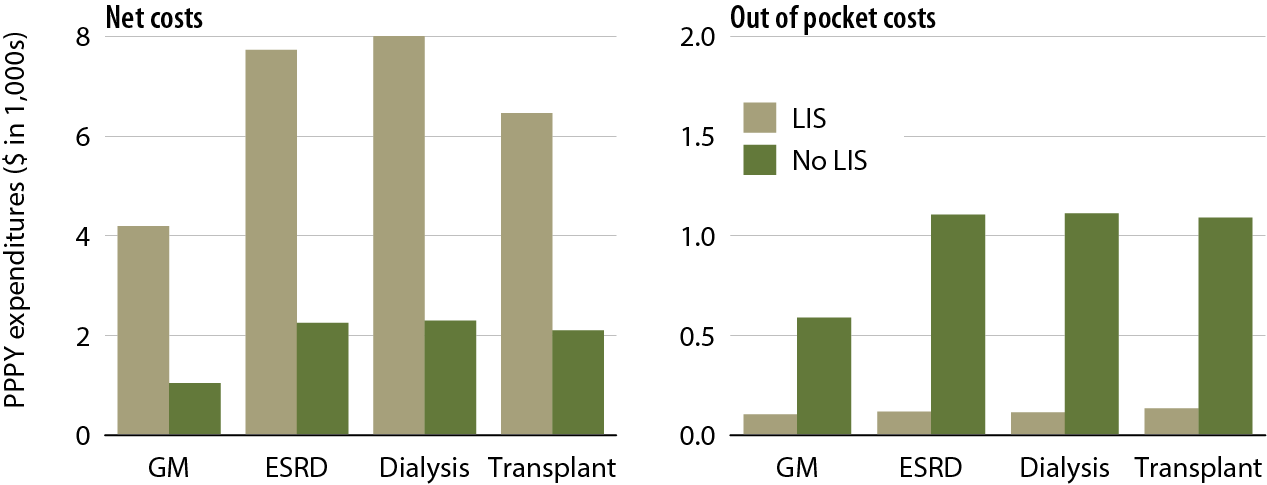 Net costs
PPPY expenditures ($ in 1,000s)
8
6
4
2
0
GM ESRD Dialysis Transplant
Out of pocket costs
2.0
1.5
1.0
0.5
0.0
LIS
No LIS
GM ESRD Dialysis Transplant